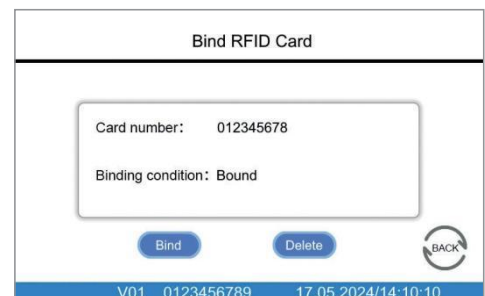 Bind RFID Card
Card number： 012345678
Binding condition：Bound
Bind Delete
BACK
V01 0123456789 17.05.2024/14:10:10